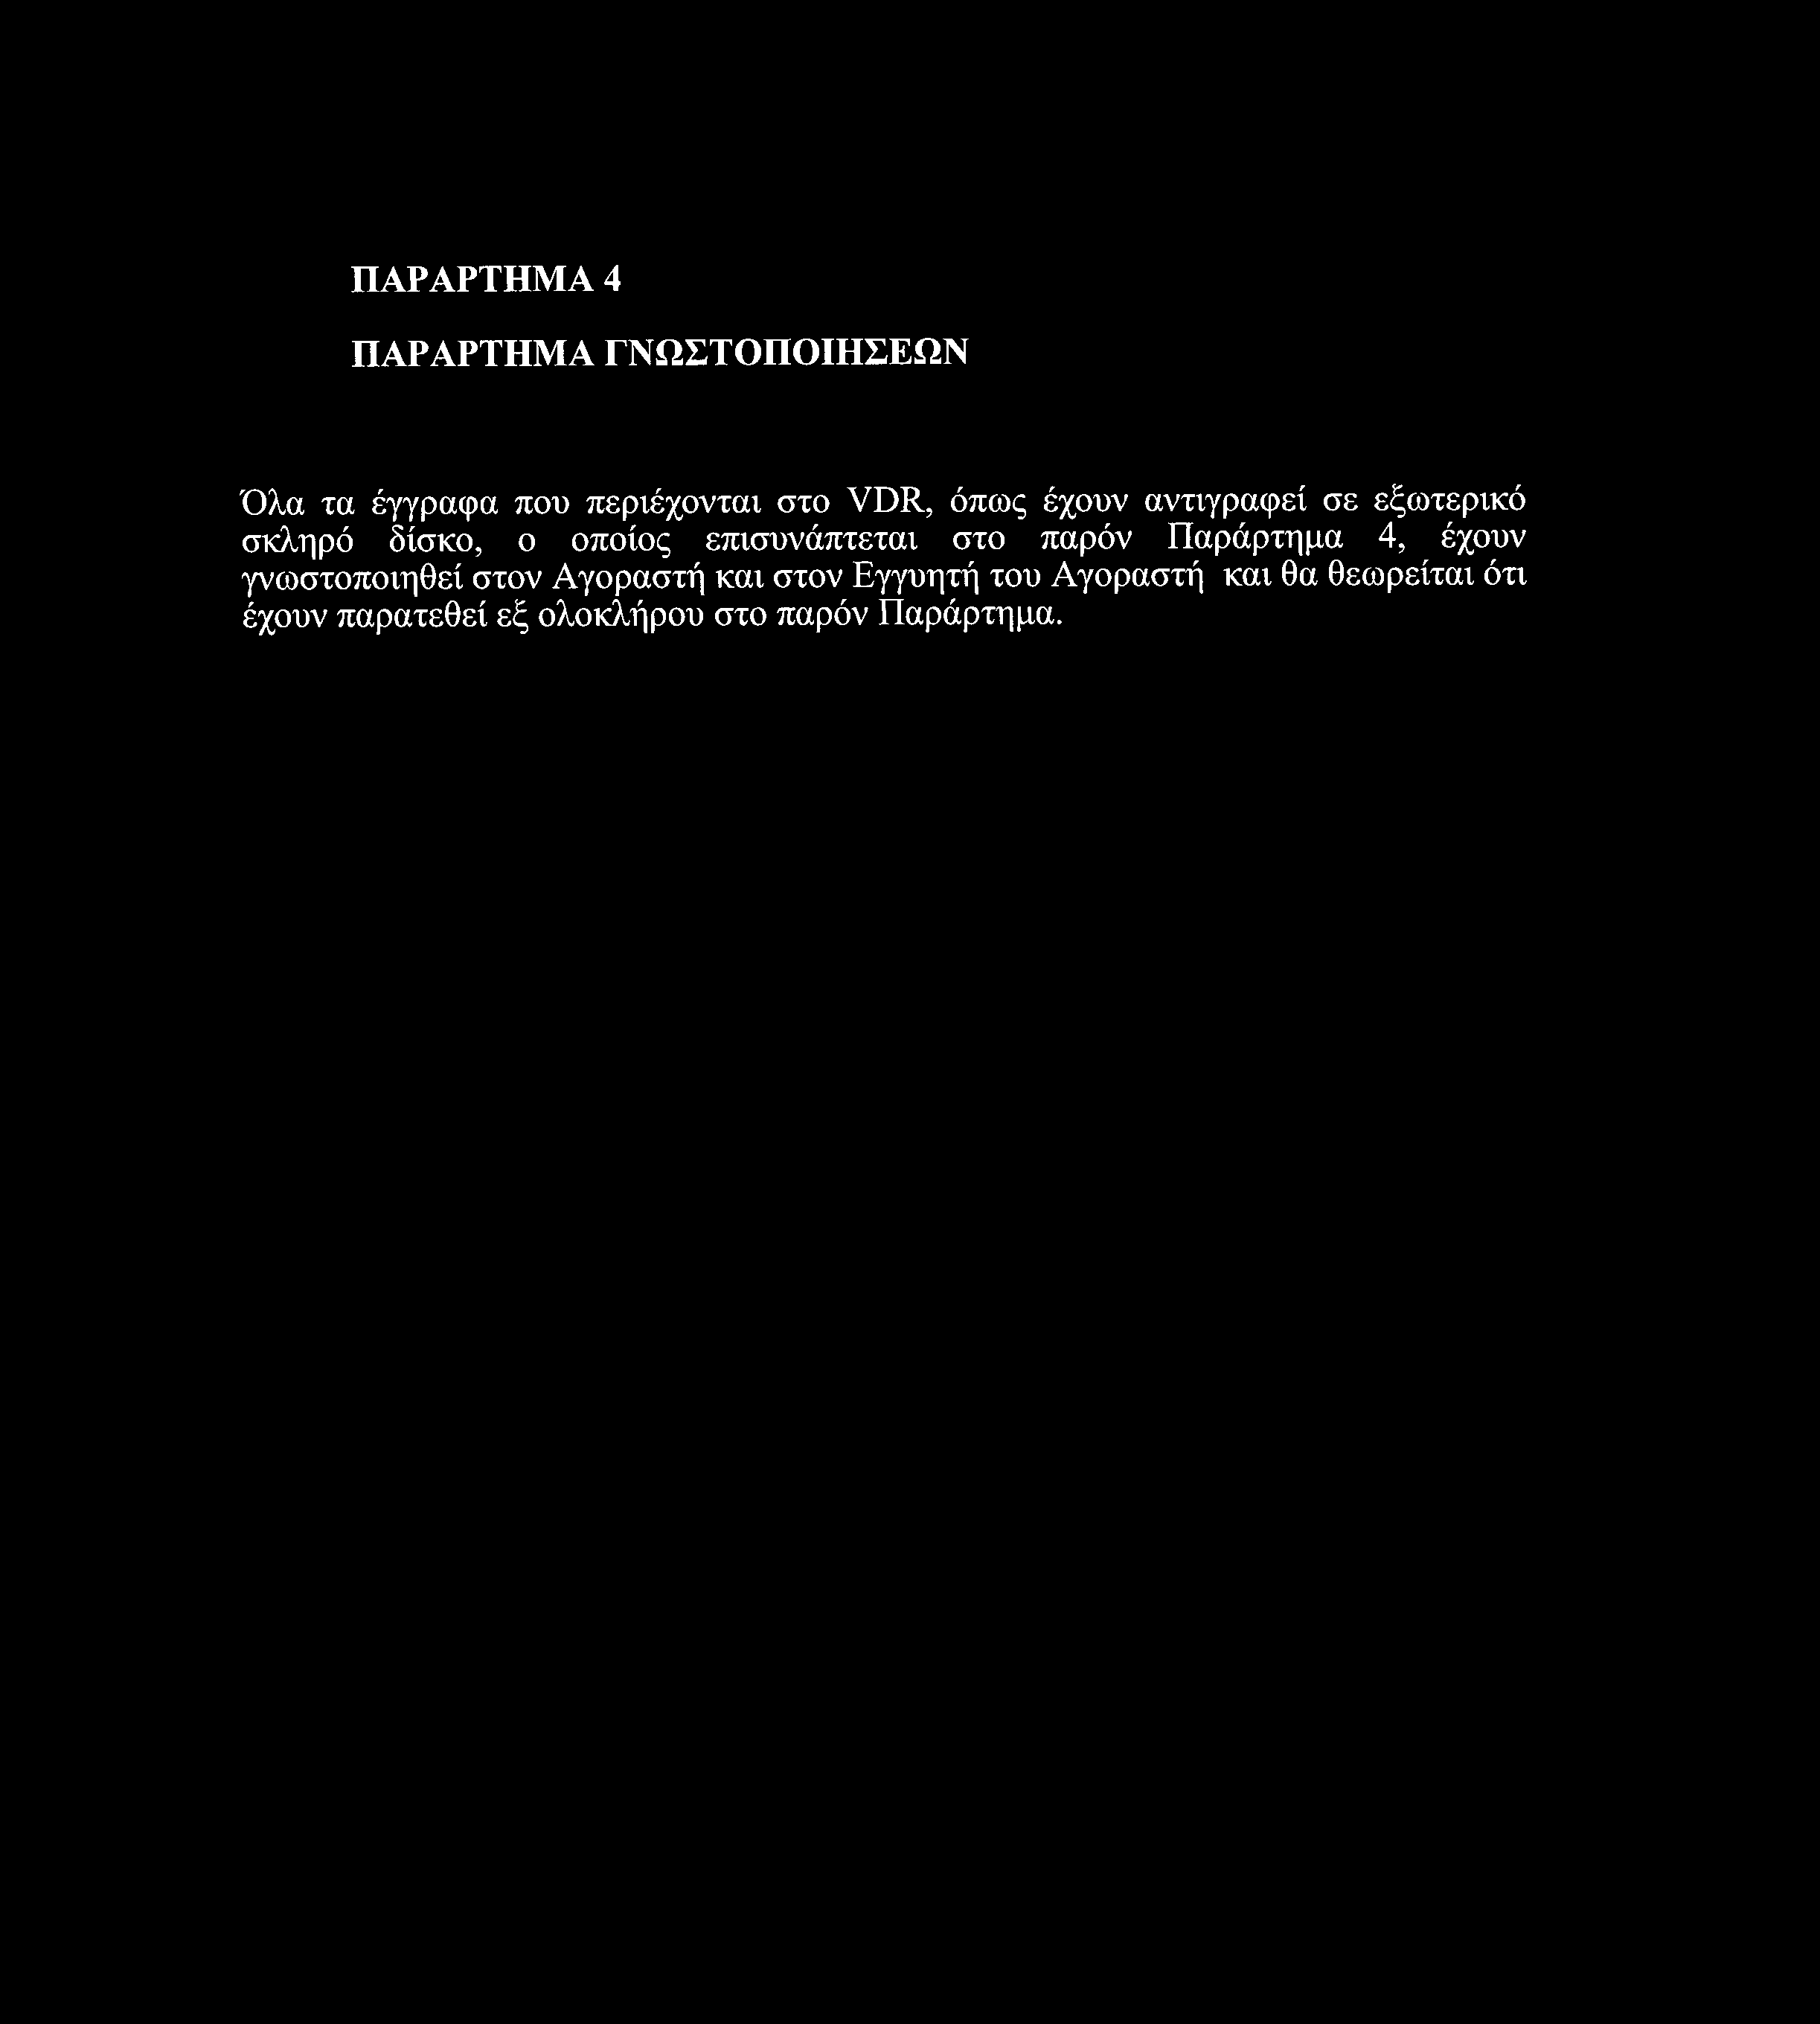 ΠΑΡΑΡΤΗΜΑ 4
ΠΑΡΑΡΤΗΜΑ ΓΝΩΣΤΟΠΟΙΗΣΕΩΝ
Όλα τα έγγραφα που περιέχονται στο VDR, όπως έχουν αντιγραφεί σε εξωτερικό
σκληρό δίσκο, ο οποίος επισυνάπτεται στο παρόν Παράρτημα 4, έχουν
γνωστοποιηθεί στον Αγοραστή και στον Εγγυητή του Αγοραστή και θα θεωρείται ότι
έχουν παρατεθεί εξ ολοκλήρου στο παρόν Παράρτημα.